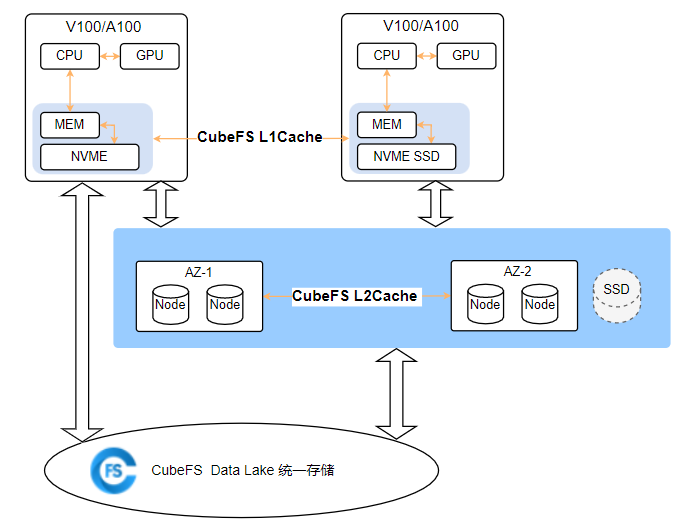 V100/A100
CPU
GPU
MEM
NVME
V100/A100
CPU
GPU
MEM
NVME SSD
CubeFS L1Cache
AZ-1
Node
Node
CubeFS L2Cache
AZ-2
Node
Node
SSD
FS
CubeFS Data Lake 统一存储